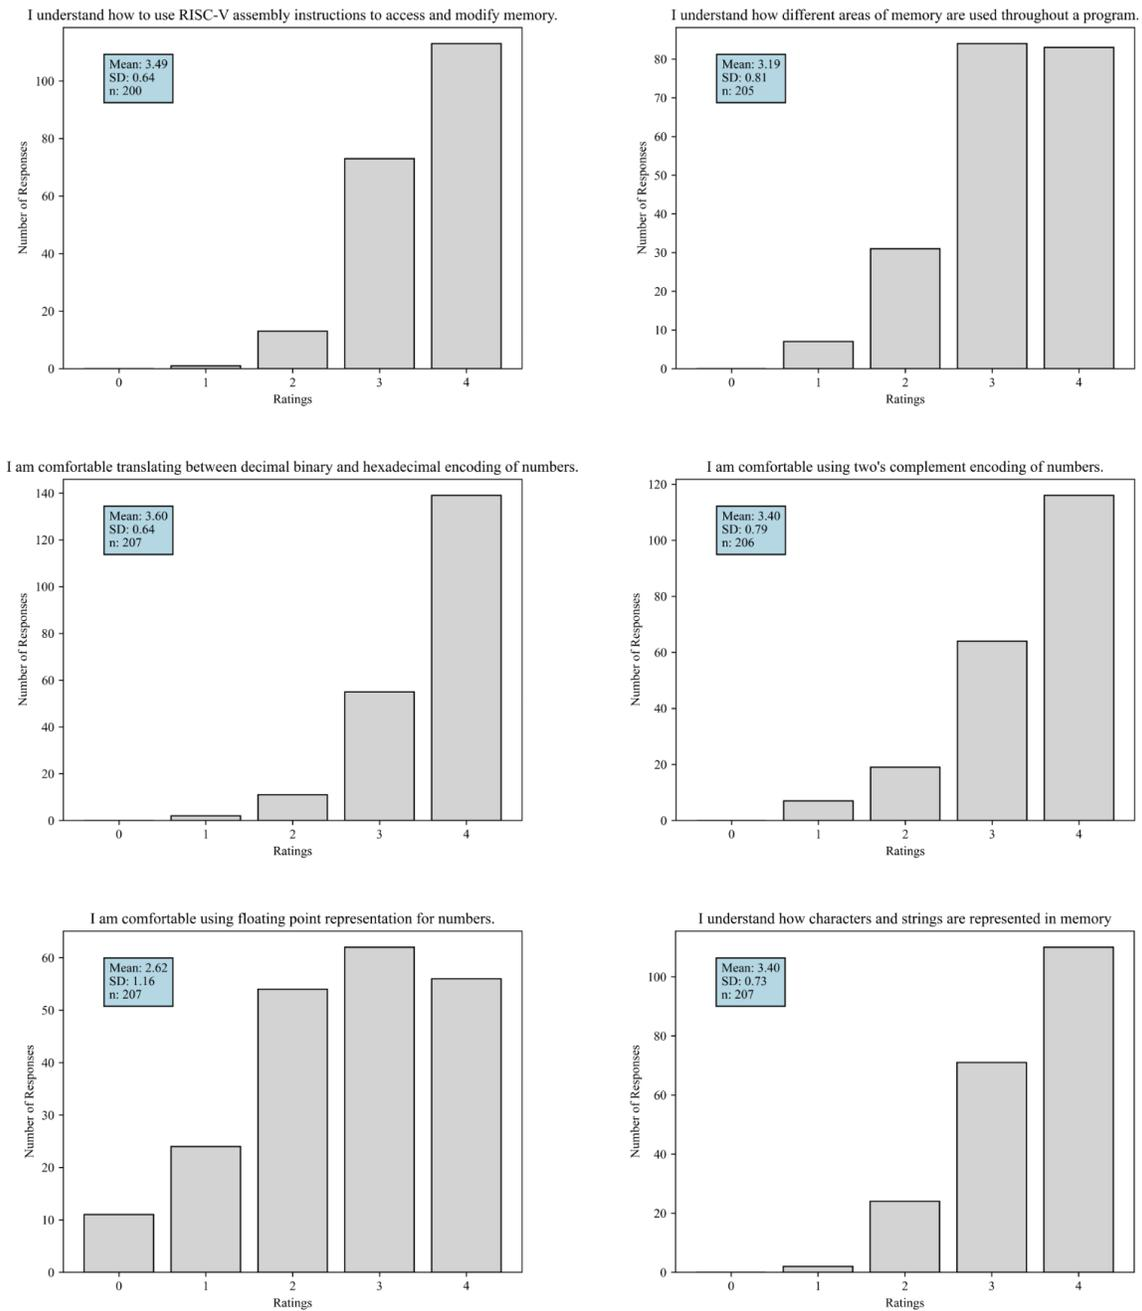 I understand how to use RISC-V assembly instructions to access and modify memory.
Mean: 3.49
SD: 0.64
n: 200
100
80
60
40
20
0
Number of Responses
0 1 2 3 4
Ratings
I understand how different areas of memory are used throughout a program.
Mean: 3.19
SD: 0.81
n: 205
80
70
60
50
40
30
20
10
0
Number of Responses
0 1 2 3 4
Ratings
I am comfortable translating between decimal binary and hexadecimal encoding of numbers.
Mean: 3.60
SD: 0.64
n: 207
140
120
100
80
60
40
20
0
Number of Responses
0 1 2 3 4
Ratings
I am comfortable using two's complement encoding of numbers.
Mean: 3.40
SD: 0.79
n: 206
120
100
80
60
40
20
0
Number of Responses
0 1 2 3 4
Ratings
I am comfortable using floating point representation for numbers.
Mean: 2.62
SD: 1.16
n: 207
60
50
40
30
20
10
0
Number of Responses
0 1 2 3 4
Ratings
I understand how characters and strings are represented in memory
Mean: 3.40
SD: 0.73
n: 207
100
80
60
40
20
0
Number of Responses
0 1 2 3 4
Ratings